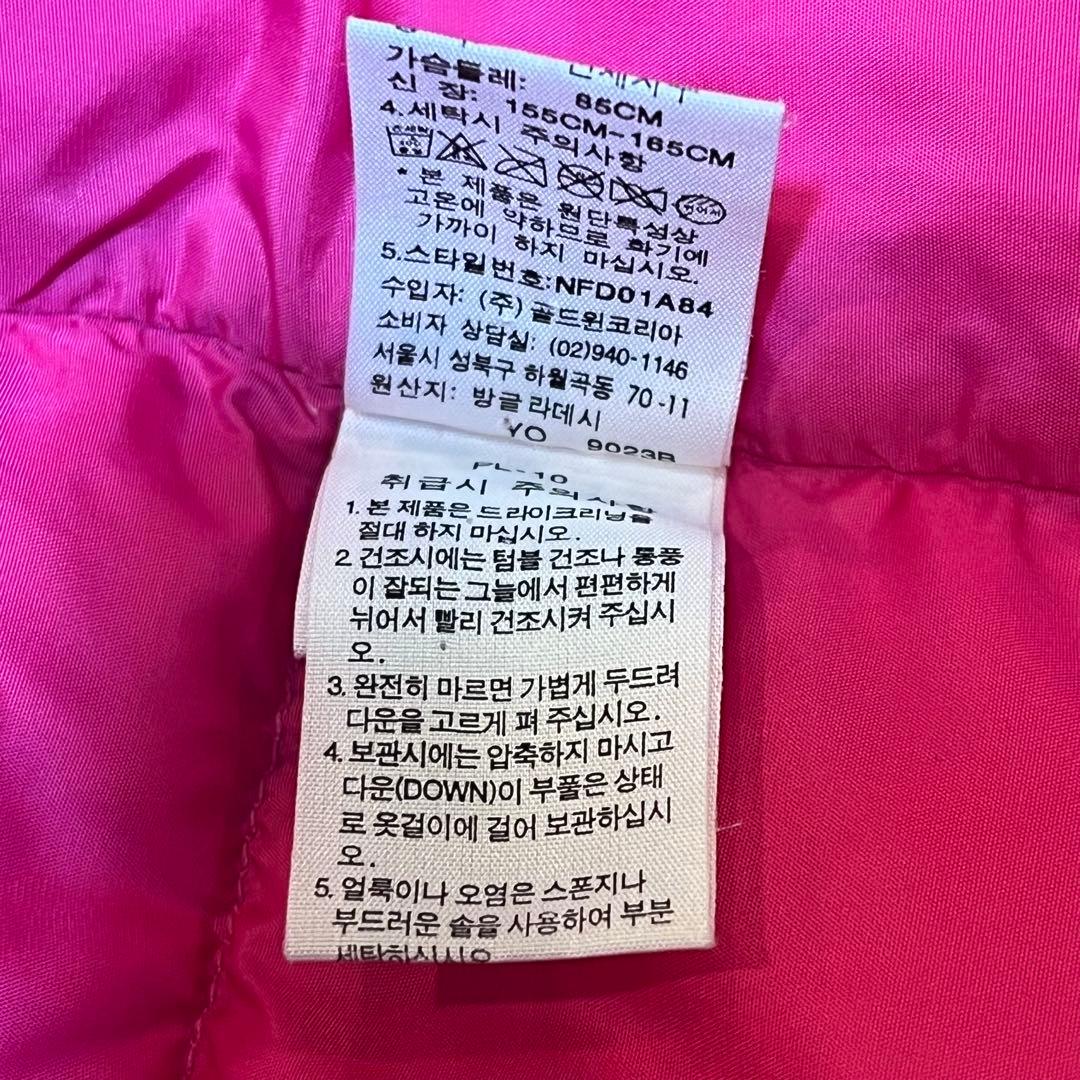 가슴둘레: 85CM
신 장: 155CM-165CM
4.세탁시 주의사항
* 본 제품은 원단특성상
고온에 약하므로 화기에
가까이 하지 마십시오.
5.스타일번호:NFD01A84
수입자: (주)골드윈코리아
소비자 상담실: (02)940-1146
서울시 성북구 하월곡동 70-11
원산지: 방글라데시
YO 9023B
취급시 주의사항
1. 본 제품은 드라이크리닝을
절대 하지 마십시오.
2 건조시에는 텀블 건조나 통풍
이 잘되는 그늘에서 편편하게
뉘어서 빨리 건조시켜 주십시
오.
3. 완전히 마르면 가볍게 두드려
다운을 고르게 펴 주십시오.
4. 보관시에는 압축하지 마시고
다운(DOWN)이 부풀은 상태
로 옷걸이에 걸어 보관하십시
오.
5. 얼룩이나 오염은 스폰지나
부드러운 솔을 사용하여 부분
세탁하십시오